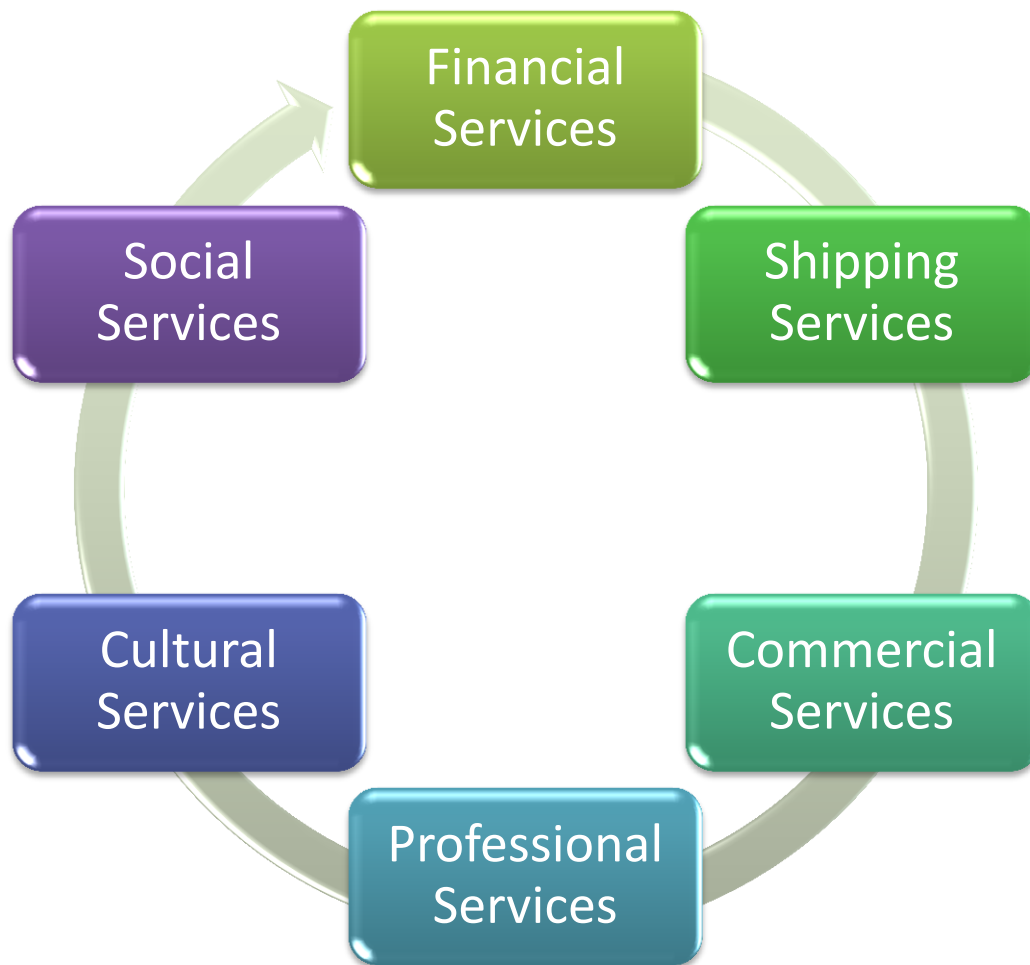 Financial
Services
Shipping
Services
Commercial
Services
Professional
Services
Cultural
Services
Social
Services